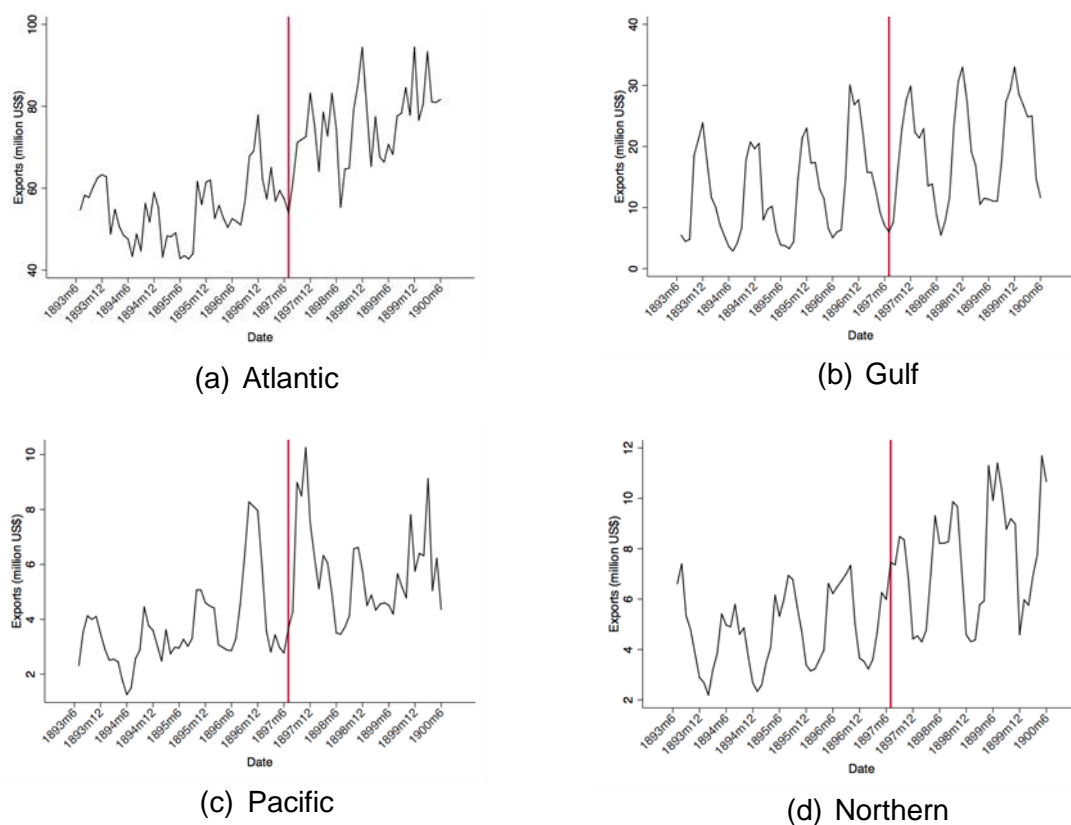 Exports (million US$)
40 60 80 100
1893m6 1893m12 1894m6 1894m12 1895m6 1895m12 1896m6 1896m12 1897m6 1897m12 1898m6 1898m12 1899m6 1899m12 1900m6
Date
(a) Atlantic
Exports (million US$)
0 10 20 30 40
1893m6 1893m12 1894m6 1894m12 1895m6 1895m12 1896m6 1896m12 1897m6 1897m12 1898m6 1898m12 1899m6 1899m12 1900m6
Date
(b) Gulf
Exports (million US$)
2 4 6 8 10
1893m6 1893m12 1894m6 1894m12 1895m6 1895m12 1896m6 1896m12 1897m6 1897m12 1898m6 1898m12 1899m6 1899m12 1900m6
Date
(c) Pacific
Exports (million US$)
2 4 6 8 10 12
1893m6 1893m12 1894m6 1894m12 1895m6 1895m12 1896m6 1896m12 1897m6 1897m12 1898m6 1898m12 1899m6 1899m12 1900m6
Date
(d) Northern